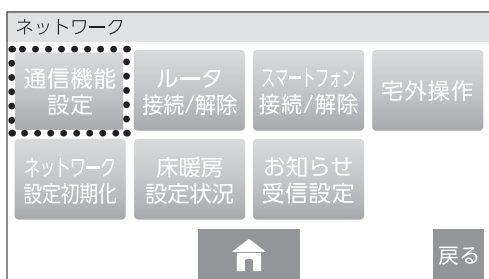 ネットワーク
通信機能
設定
ルータ
接続/解除
スマートフォン
接続/解除
宅外操作
ネットワーク
設定初期化
床暖房
設定状況
お知らせ
受信設定
戻る